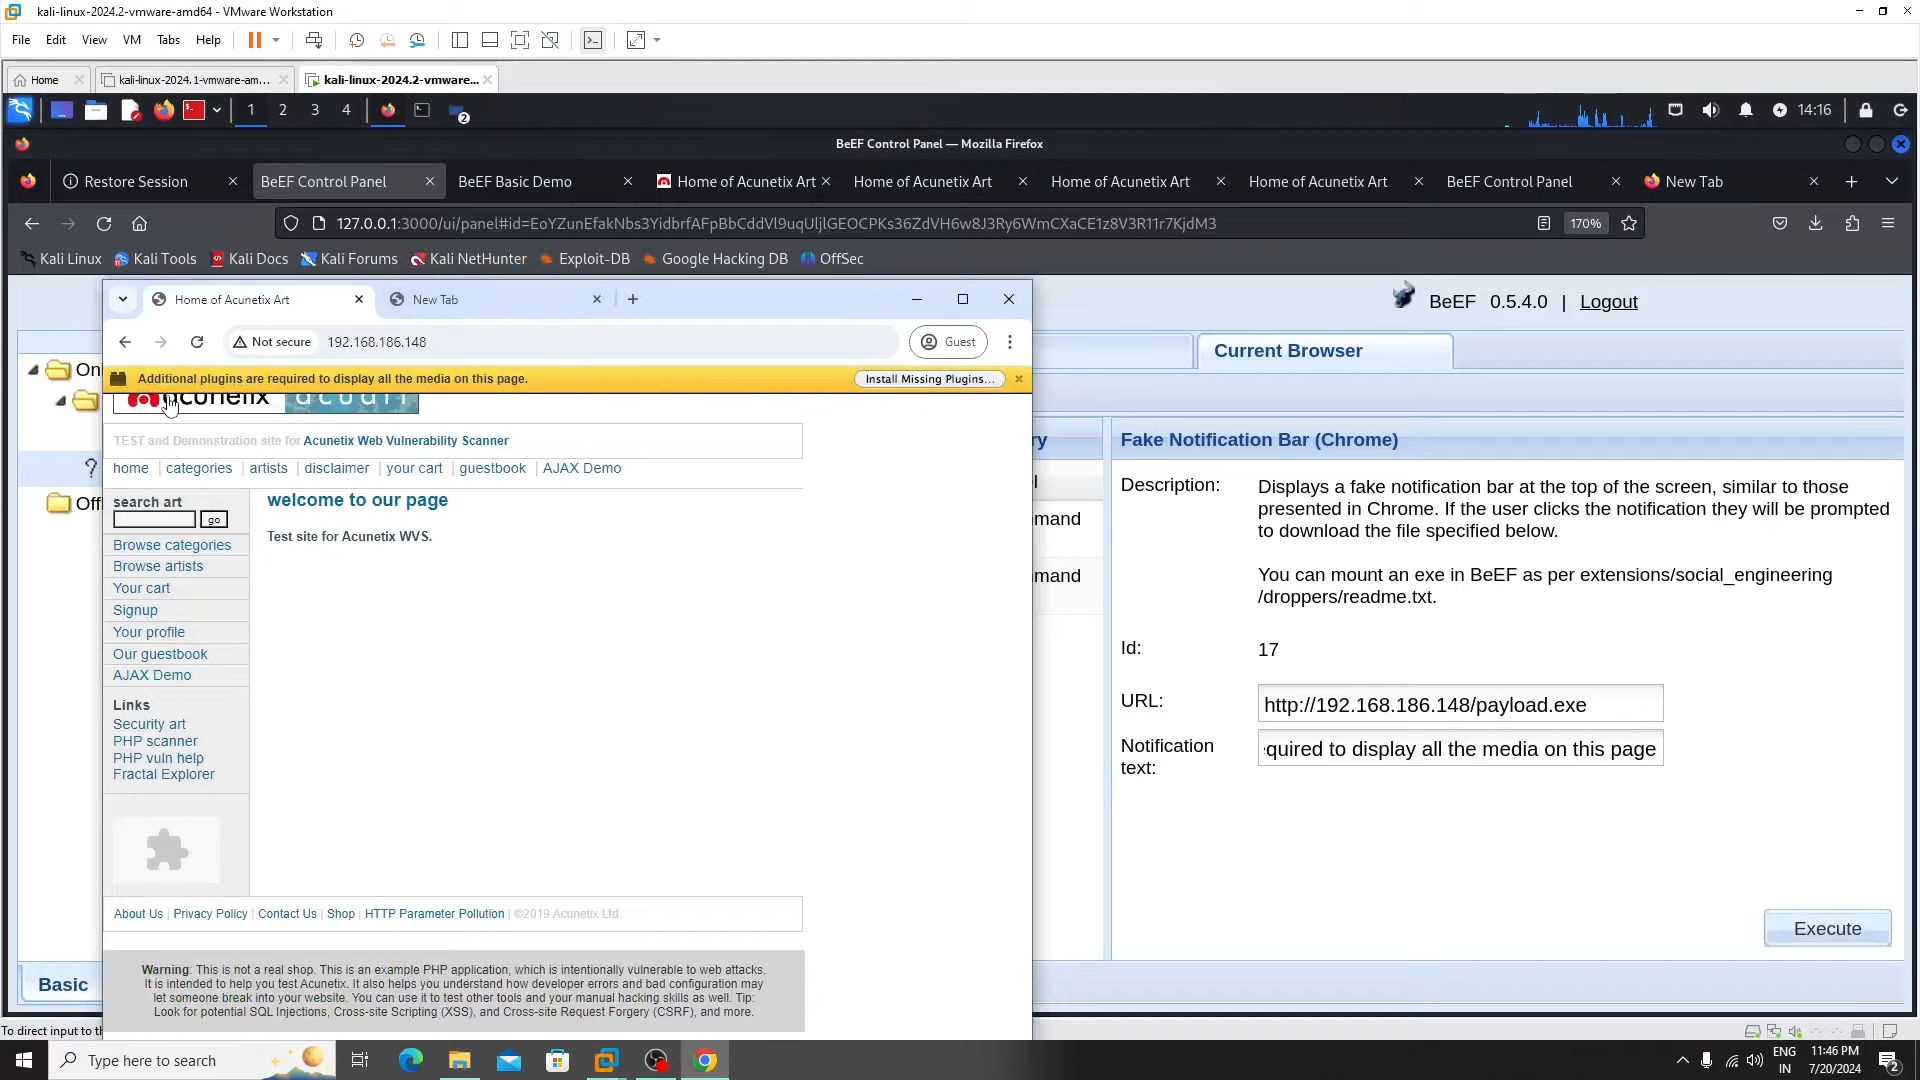 kali-linux-2024.2-vmware-amd64 - VMware Workstation
File Edit View VM Tabs Help
Home kali-linux-2024.1-vmware-am... kali-linux-2024.2-vmware...
1 2 3 4 2 14:16
BeEF Control Panel — Mozilla Firefox
Restore Session BeEF Control Panel BeEF Basic Demo Home of Acunetix Art Home of Acunetix Art Home of Acunetix Art Home of Acunetix Art BeEF Control Panel New Tab
127.0.0.1:3000/ui/panel#id=EoYZunEfakNbs3YidbrfAFpBbCddVl9uqUljlGEOCPKs36ZdVH6w8J3Ry6WmCXaCE1z8V3R11r7KjdM3 170%
Kali Linux Kali Tools Kali Docs Kali Forums Kali NetHunter Exploit-DB Google Hacking DB OffSec
BeEF 0.5.4.0 | Logout
Home of Acunetix Art New Tab
Not secure 192.168.186.148 Guest
Current Browser
On
Additional plugins are required to display all the media on this page. Install Missing Plugins...
acunetix acuart
TEST and Demonstration site for Acunetix Web Vulnerability Scanner
home | categories | artists | disclaimer | your cart | guestbook | AJAX Demo
search art
go
welcome to our page
Test site for Acunetix WVS.
Off
Browse categories
Browse artists
Your cart
Signup
Your profile
Our guestbook
AJAX Demo
Links
Security art
PHP scanner
PHP vuln help
Fractal Explorer
About Us | Privacy Policy | Contact Us | Shop | HTTP Parameter Pollution | ©2019 Acunetix Ltd
Warning: This is not a real shop. This is an example PHP application, which is intentionally vulnerable to web attacks.
It is intended to help you test Acunetix. It also helps you understand how developer errors and bad configuration may
let someone break into your website. You can use it to test other tools and your manual hacking skills as well. Tip:
Look for potential SQL Injections, Cross-site Scripting (XSS), and Cross-site Request Forgery (CSRF), and more.
ry
mand
mand
Fake Notification Bar (Chrome)
Description: Displays a fake notification bar at the top of the screen, similar to those
presented in Chrome. If the user clicks the notification they will be prompted
to download the file specified below.
You can mount an exe in BeEF as per extensions/social_engineering
/droppers/readme.txt.
Id: 17
URL: http://192.168.186.148/payload.exe
Notification text: quired to display all the media on this page
Execute
Basic
To direct input to th
Type here to search
ENG
IN
11:46 PM
7/20/2024
2